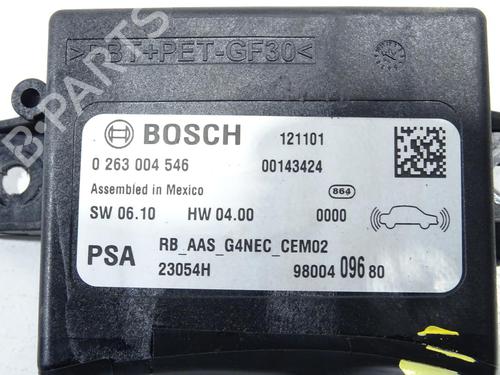 >PBT+PET-GF30<
BOSCH 121101
0 263 004 546 00143424
Assembled in Mexico 864
SW 06.10 HW 04.00 0000
PSA RB_AAS_G4NEC_CEM02
23054H 98004 096 80
B-PARTS